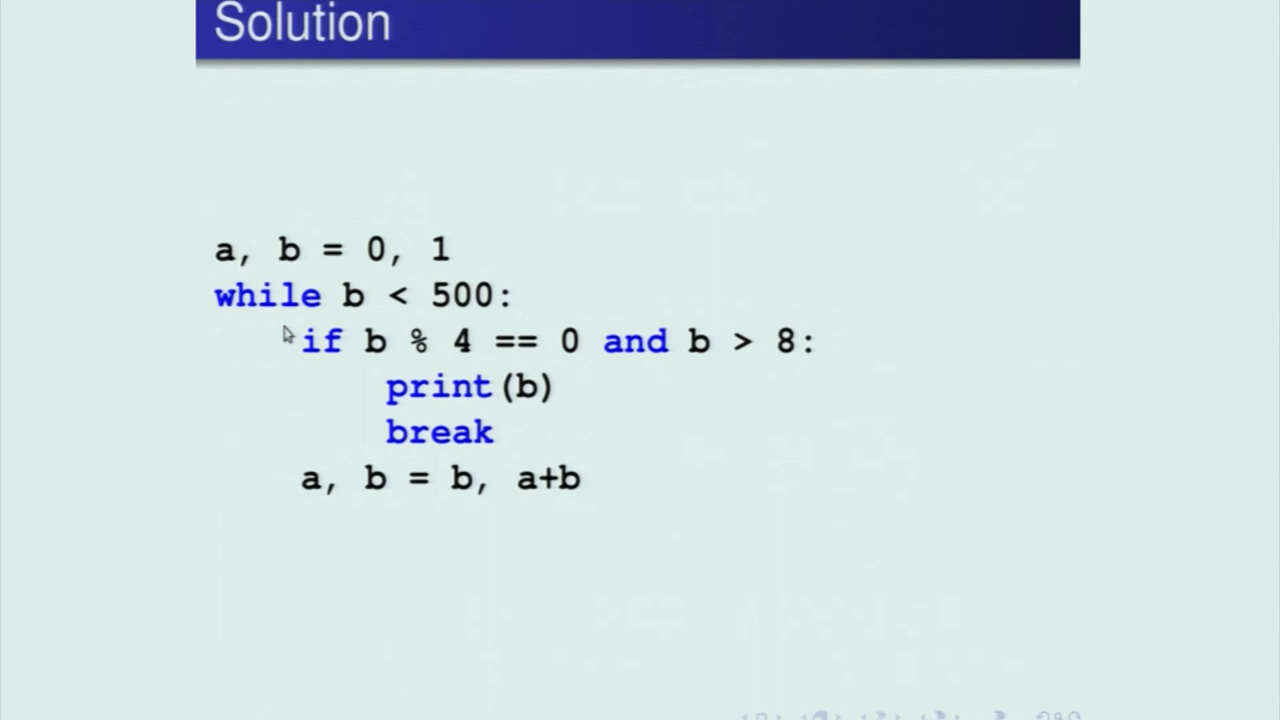 Solution
a, b = 0, 1
while b < 500:
    if b % 4 == 0 and b > 8:
        print(b)
        break
    a, b = b, a+b